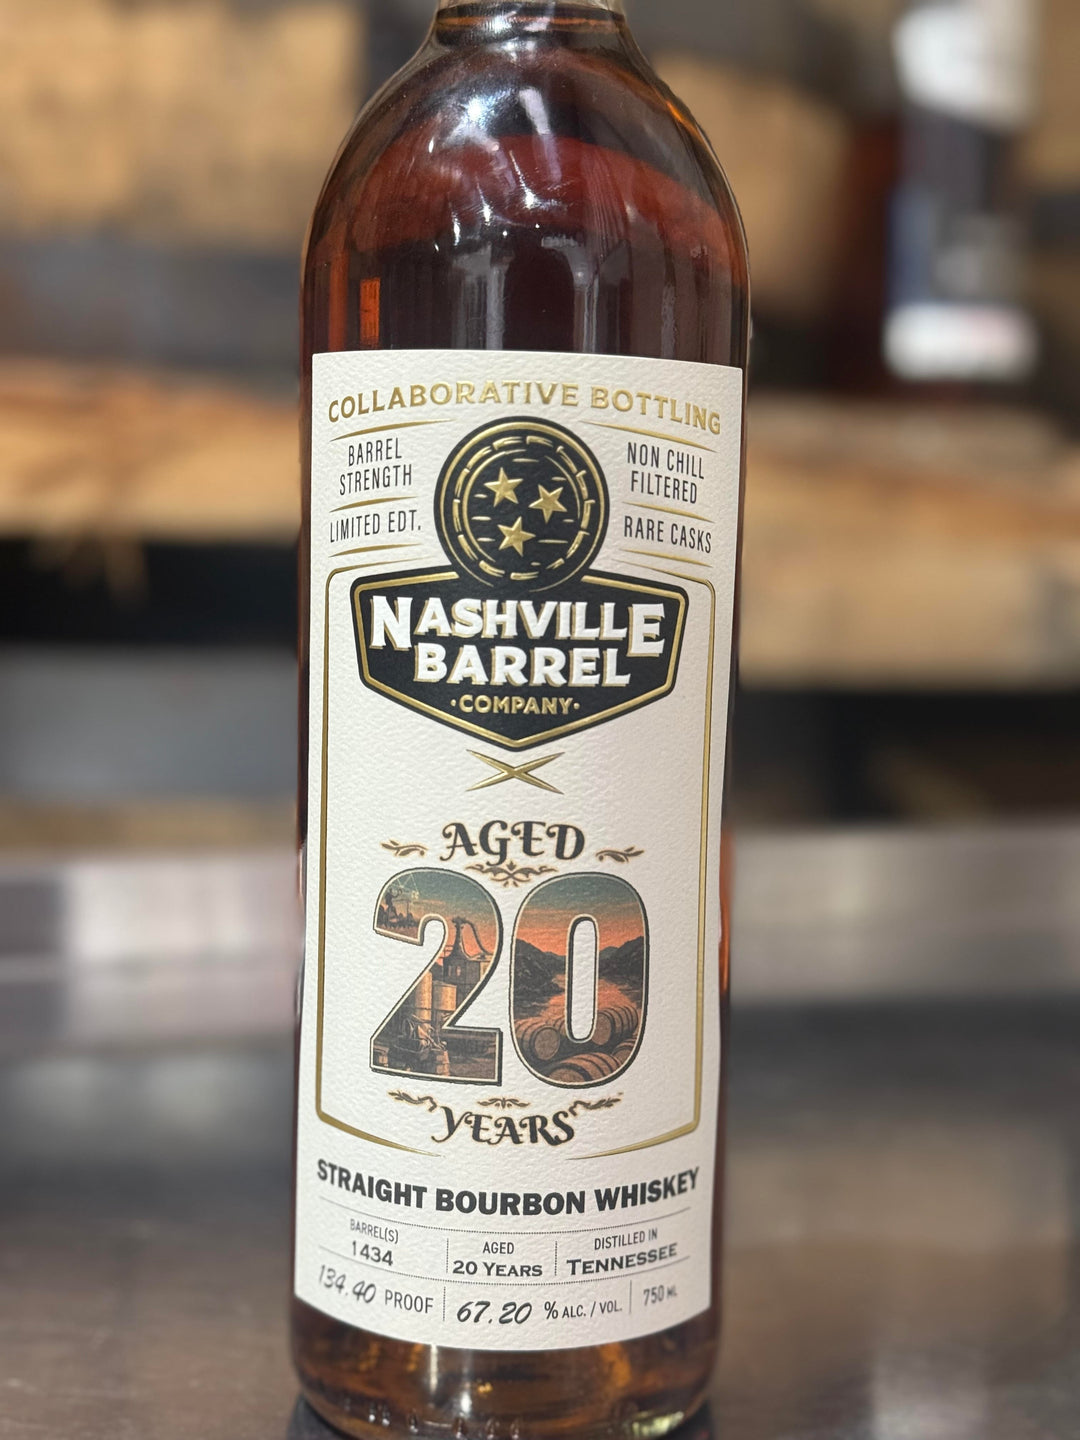 COLLABORATIVE BOTTLING
BARREL
STRENGTH
LIMITED EDT.
NON CHILL
FILTERED
RARE CASKS
NASHVILLE
BARREL
·COMPANY·
AGED
20
YEARS
STRAIGHT BOURBON WHISKEY
BARREL(S)
1434
AGED
20 YEARS
DISTILLED IN
TENNESSEE
134.40 PROOF
67.20 % ALC. / VOL.
750 ML